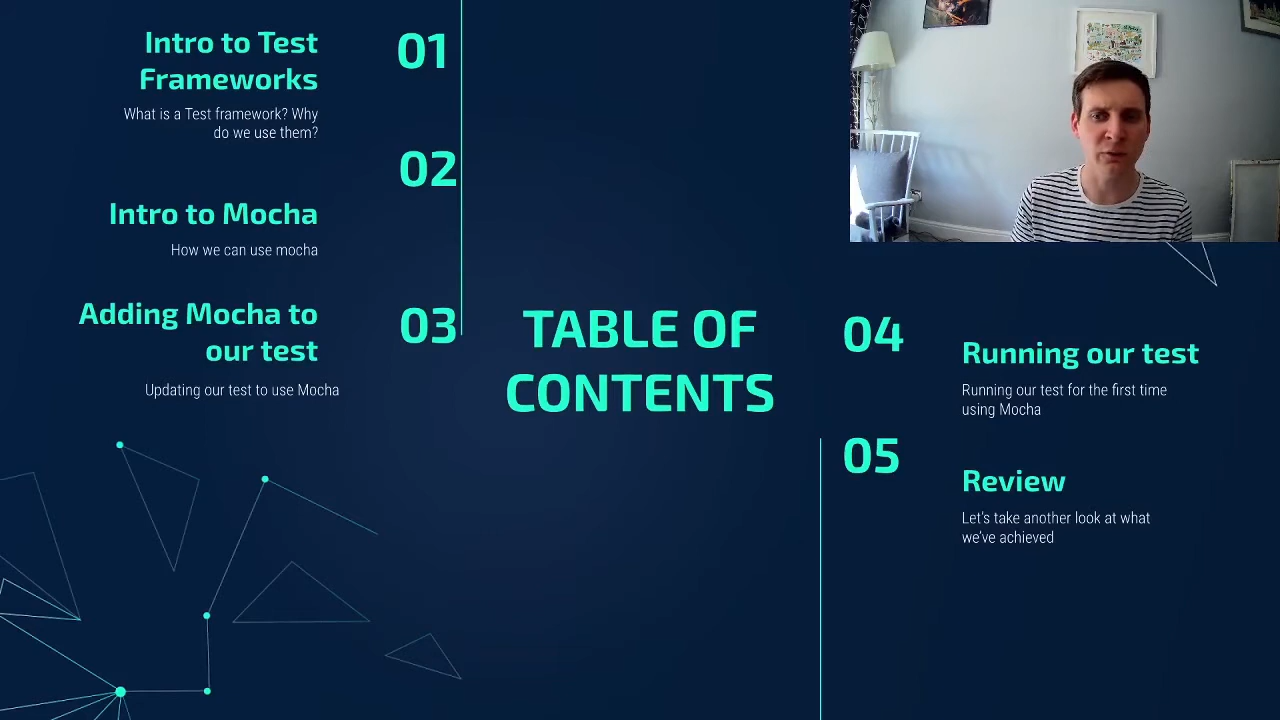 Intro to Test
Frameworks
01
What is a Test framework? Why
do we use them?
02
Intro to Mocha
How we can use mocha
Adding Mocha to
our test
03
Updating our test to use Mocha
TABLE OF
CONTENTS
04
Running our test
Running our test for the first time
using Mocha
05
Review
Let's take another look at what
we've achieved